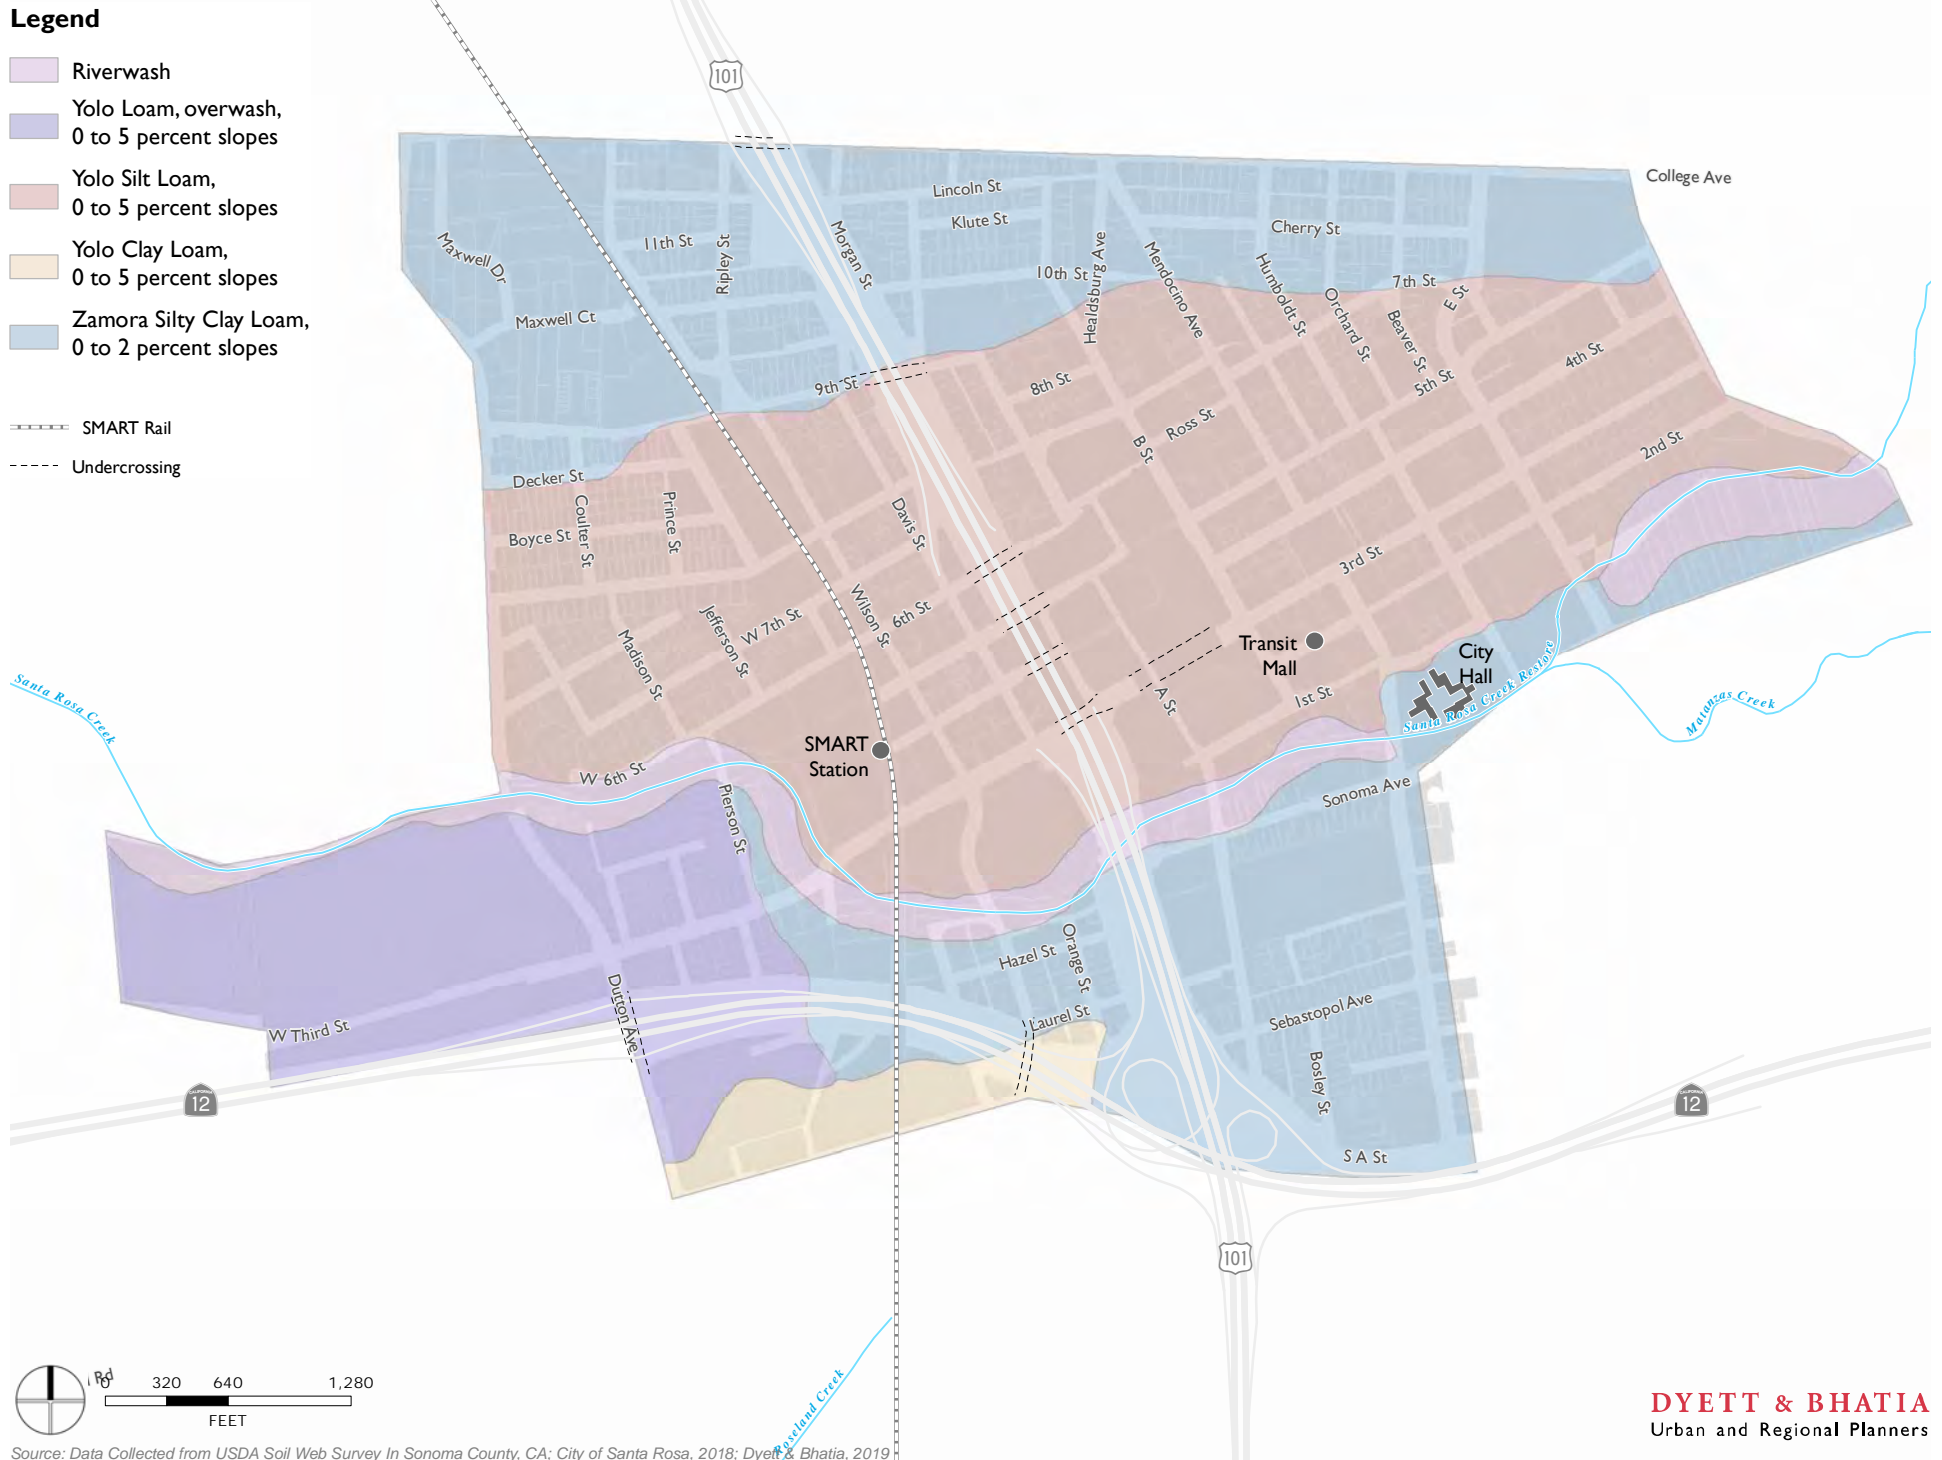 Legend
Riverwash
Yolo Loam, overwash,
0 to 5 percent slopes
Yolo Silt Loam,
0 to 5 percent slopes
Yolo Clay Loam,
0 to 5 percent slopes
Zamora Silty Clay Loam,
0 to 2 percent slopes
SMART Rail
Undercrossing
101
College Ave
Lincoln St
Klute St
Cherry St
11th St
Ripley St
Morgan St
Maxwell Dr
10th St
Healdsburg Ave
Mendocino Ave
Humboldt St
7th St
E St
Orchard St
Beaver St
Maxwell Ct
4th St
9th St
8th St
5th St
Ross St
B St
2nd St
Decker St
Coulter St
Prince St
Boyce St
Davis St
3rd St
Wilson St
6th St
W 7th St
Jefferson St
Madison St
Transit
Mall
City
Hall
1st St
A St
Santa Rosa Creek Restore
Matanzas Creek
Santa Rosa Creek
SMART
Station
W 6th St
Pierson St
Sonoma Ave
Hazel St
Orange St
Laurel St
Sebastopol Ave
Bosley St
Dutton Ave
W Third St
CALIFORNIA
12
CALIFORNIA
12
S A St
101
Rd
0 320 640 1,280
FEET
Roseland Creek
DYETT & BHATIA
Urban and Regional Planners
Source: Data Collected from USDA Soil Web Survey In Sonoma County, CA; City of Santa Rosa, 2018; Dyett & Bhatia, 2019